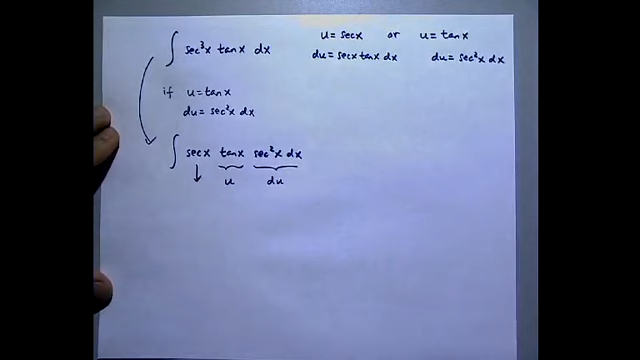 ∫ sec³x tanx dx   u = secx   or   u = tanx
du = secx tanx dx   du = sec²x dx
if u = tanx
du = sec²x dx
∫ secx tanx sec²x dx
↓ u du